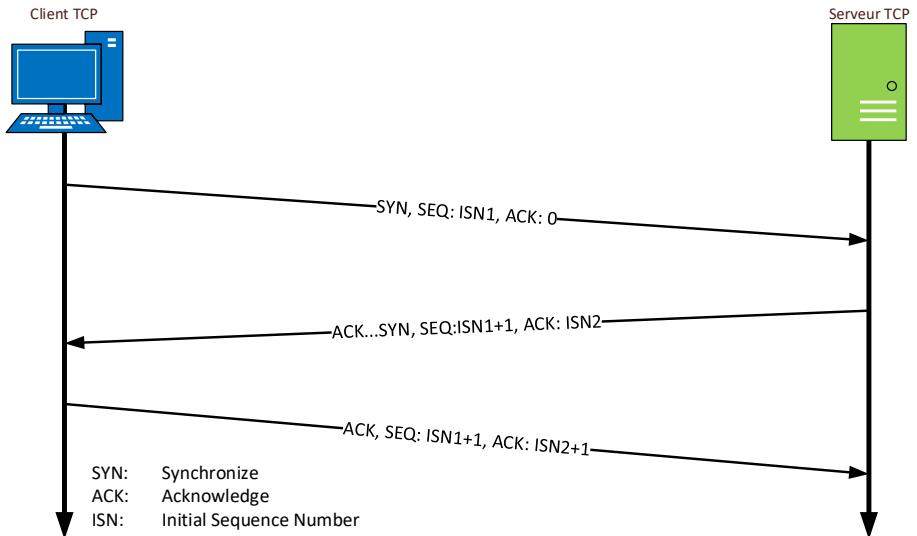 Client TCP
Serveur TCP
SYN, SEQ: ISN1, ACK: 0
ACK...SYN, SEQ:ISN1+1, ACK: ISN2
ACK, SEQ: ISN1+1, ACK: ISN2+1
SYN: Synchronize
ACK: Acknowledge
ISN: Initial Sequence Number